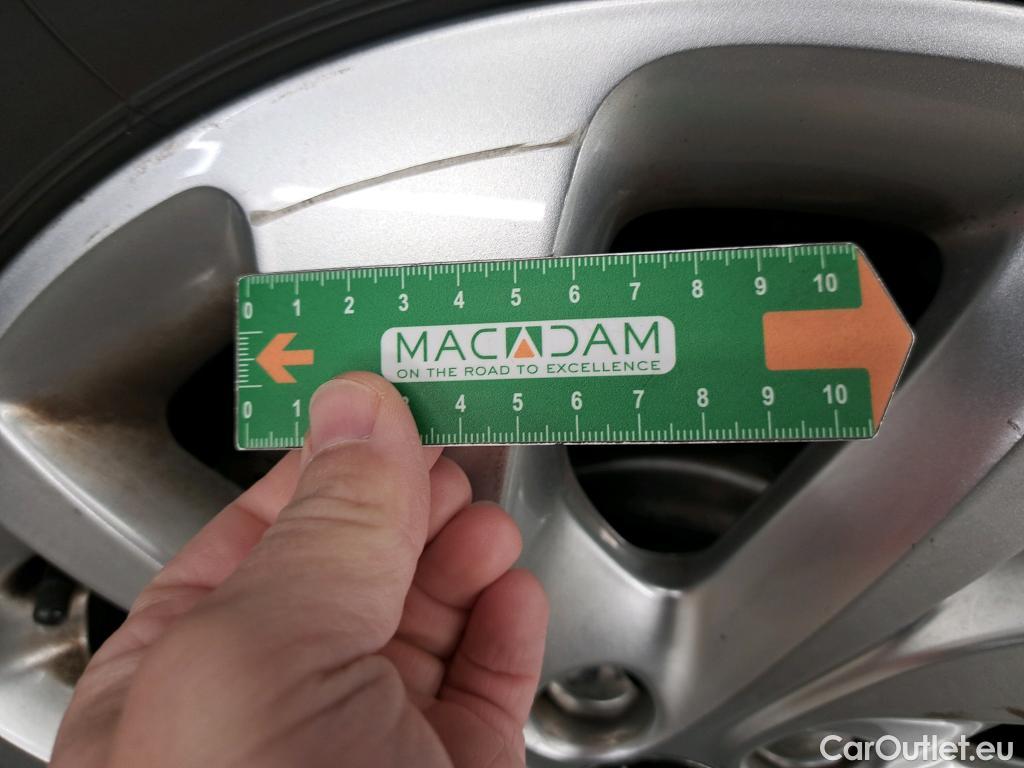 0 1 2 3 4 5 6 7 8 9 10
MACADAM
ON THE ROAD TO EXCELLENCE
0 1 3 4 5 6 7 8 9 10
CarOutlet.eu